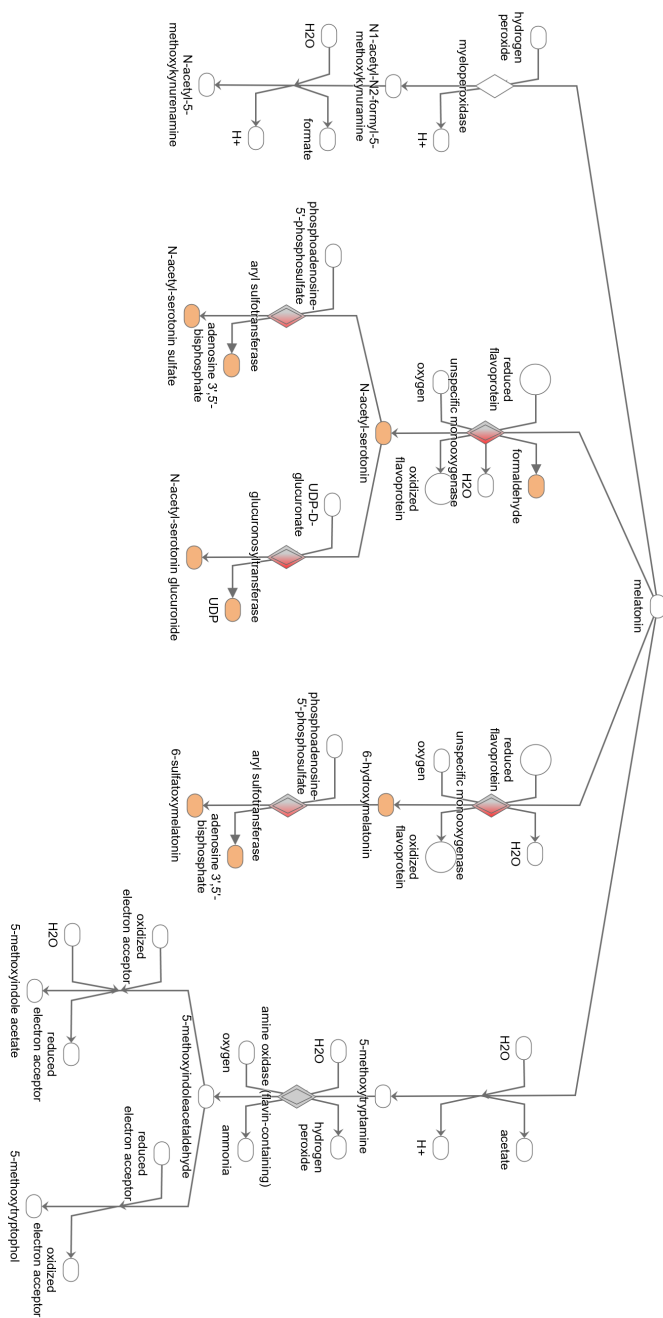 melatonin
hydrogen
peroxide
myeloperoxidase
H+
N1-acetyl-N2-formyl-5-
methoxykynuramine
H2O
formate
H+
N-acetyl-5-
methoxykynurenamine
reduced
flavoprotein
formaldehyde
unspecific monooxygenase
oxygen
H2O
oxidized
flavoprotein
N-acetyl-serotonin
phosphoadenosine-
5'-phosphosulfate
aryl sulfotransferase
adenosine 3',5'-
bisphosphate
N-acetyl-serotonin sulfate
UDP-D-
glucuronate
glucuronosyltransferase
UDP
N-acetyl-serotonin glucuronide
reduced
flavoprotein
H2O
unspecific monooxygenase
oxygen
oxidized
flavoprotein
6-hydroxymelatonin
phosphoadenosine-
5'-phosphosulfate
aryl sulfotransferase
adenosine 3',5'-
bisphosphate
6-sulfatoxymelatonin
H2O
acetate
H+
5-methoxytryptamine
H2O
hydrogen
peroxide
amine oxidase (flavin-containing)
oxygen
ammonia
5-methoxyindoleacetaldehyde
oxidized
electron acceptor
H2O
reduced
electron acceptor
5-methoxyindole acetate
reduced
electron acceptor
oxidized
electron acceptor
5-methoxytryptophol